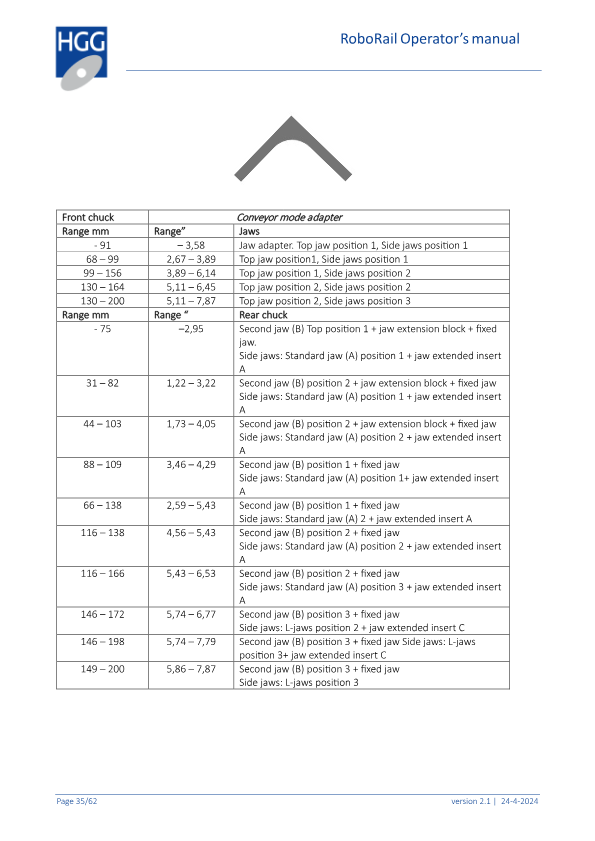 HGG
RoboRail Operator's manual
Front chuck Conveyor mode adapter
Range mm Range” Jaws
- 91 – 3,58 Jaw adapter. Top jaw position 1, Side jaws position 1
68 – 99 2,67 – 3,89 Top jaw position1, Side jaws position 1
99 – 156 3,89 – 6,14 Top jaw position 1, Side jaws position 2
130 – 164 5,11 – 6,45 Top jaw position 2, Side jaws position 2
130 – 200 5,11 – 7,87 Top jaw position 2, Side jaws position 3
Range mm Range “ Rear chuck
- 75 –2,95 Second jaw (B) Top position 1 + jaw extension block + fixed
jaw.
Side jaws: Standard jaw (A) position 1 + jaw extended insert
A
31 – 82 1,22 – 3,22 Second jaw (B) position 2 + jaw extension block + fixed jaw
Side jaws: Standard jaw (A) position 1 + jaw extended insert
A
44 – 103 1,73 – 4,05 Second jaw (B) position 2 + jaw extension block + fixed jaw
Side jaws: Standard jaw (A) position 2 + jaw extended insert
A
88 – 109 3,46 – 4,29 Second jaw (B) position 1 + fixed jaw
Side jaws: Standard jaw (A) position 1+ jaw extended insert
A
66 – 138 2,59 – 5,43 Second jaw (B) position 1 + fixed jaw
Side jaws: Standard jaw (A) 2 + jaw extended insert A
116 – 138 4,56 – 5,43 Second jaw (B) position 2 + fixed jaw
Side jaws: Standard jaw (A) position 2 + jaw extended insert
A
116 – 166 5,43 – 6,53 Second jaw (B) position 2 + fixed jaw
Side jaws: Standard jaw (A) position 3 + jaw extended insert
A
146 – 172 5,74 – 6,77 Second jaw (B) position 3 + fixed jaw
Side jaws: L-jaws position 2 + jaw extended insert C
146 – 198 5,74 – 7,79 Second jaw (B) position 3 + fixed jaw Side jaws: L-jaws
position 3+ jaw extended insert C
149 – 200 5,86 – 7,87 Second jaw (B) position 3 + fixed jaw
Side jaws: L-jaws position 3
Page 35/62 version 2.1 | 24-4-2024